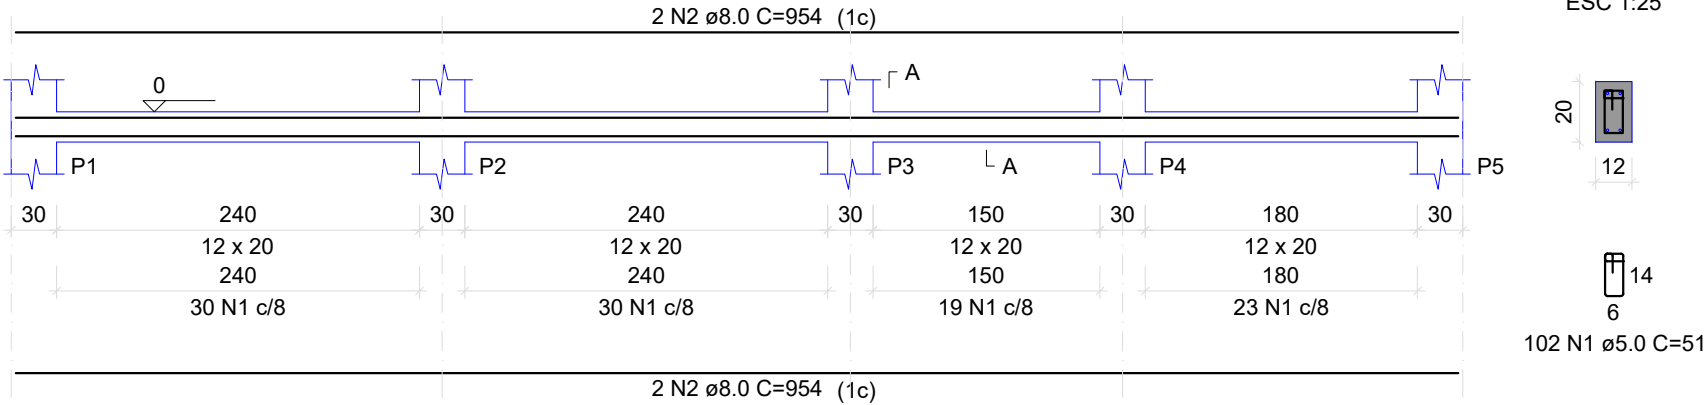 2 N2 ø8.0 C=954 (1c)
ESC 1:25
0
A
P1 P2 P3 A P4 P5
30 240 30 240 30 150 30 180 30
12 x 20 12 x 20 12 x 20 12 x 20
240 240 150 180
30 N1 c/8 30 N1 c/8 19 N1 c/8 23 N1 c/8
2 N2 ø8.0 C=954 (1c)
20
12
14
6
102 N1 ø5.0 C=51